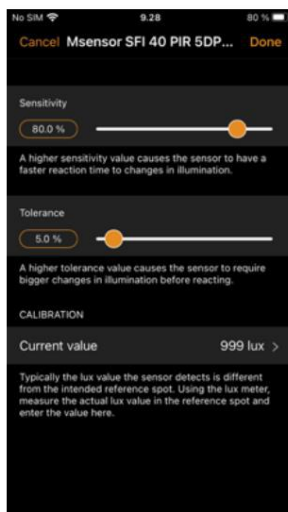 No SIM 9.28 80 %
Cancel Msensor SFI 40 PIR 5DP... Done
Sensitivity
80.0 %
A higher sensitivity value causes the sensor to have a
faster reaction time to changes in illumination.
Tolerance
5.0 %
A higher tolerance value causes the sensor to require
bigger changes in illumination before reacting.
CALIBRATION
Current value 999 lux >
Typically the lux value the sensor detects is different
from the intended reference spot. Using the lux meter,
measure the actual lux value in the reference spot and
enter the value here.